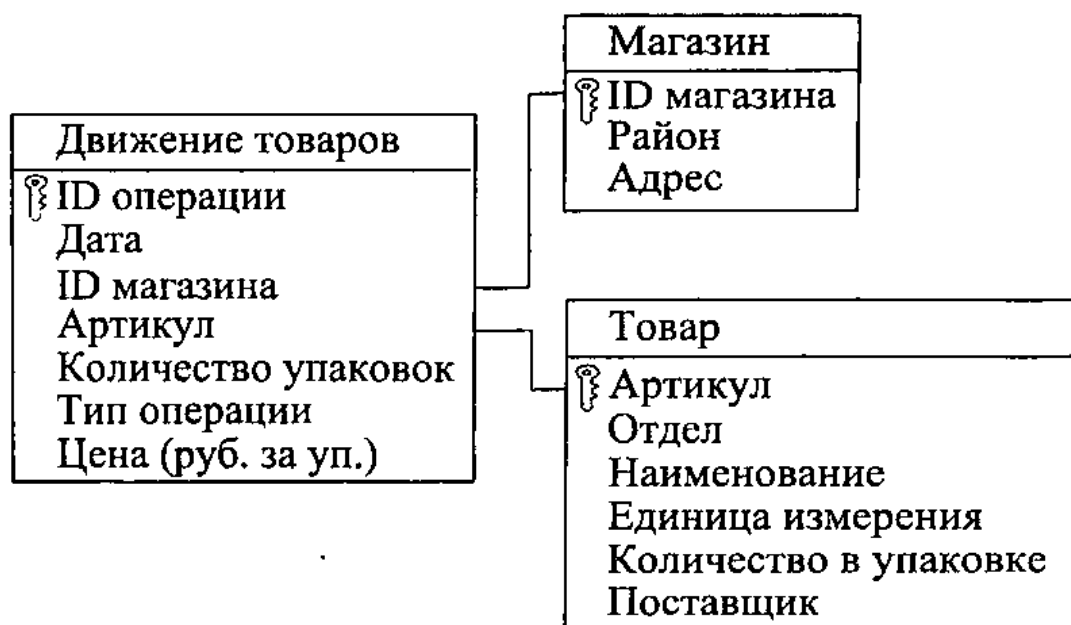 Движение товаров
ID операции
Дата
ID магазина
Артикул
Количество упаковок
Тип операции
Цена (руб. за уп.)
Магазин
ID магазина
Район
Адрес
Товар
Артикул
Отдел
Наименование
Единица измерения
Количество в упаковке
Поставщик